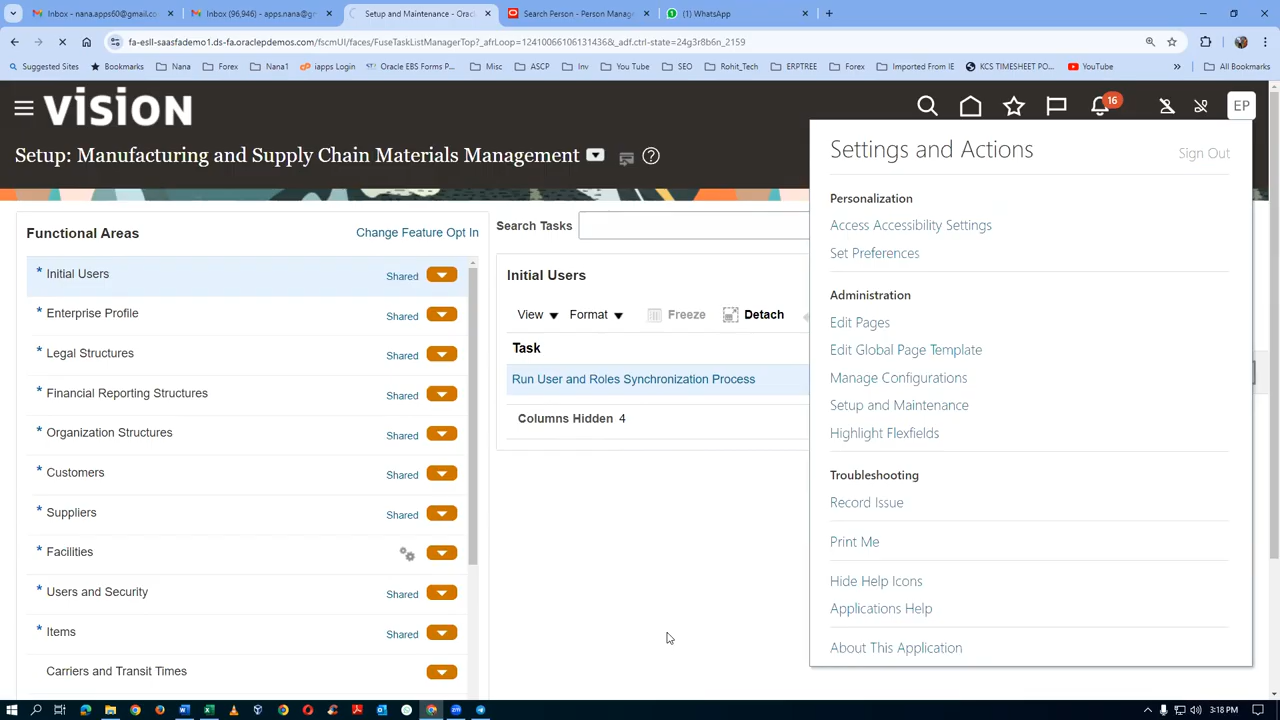 Inbox - nana.apps60@gmail.co
Inbox (96,946) - apps.nana@gm
Setup and Maintenance - Orac
Search Person - Person Manag
(1) WhatsApp
fa-esll-saasfademo1.ds-fa.oraclepdemos.com/fscmUI/faces/FuseTaskListManagerTop?_afrLoop=1241006610613143​6&_adf.ctrl-state=24g3r8b6n_2159
Suggested Sites
Bookmarks
Nana
Forex
Nana1
iapps Login
Oracle EBS Forms P...
Misc
ASCP
Inv
You Tube
SEO
Rohit_Tech
ERPTREE
Forex
Imported From IE
KCS TIMESHEET PO...
YouTube
All Bookmarks
vision
16
EP
Setup: Manufacturing and Supply Chain Materials Management
Functional Areas
Change Feature Opt In
* Initial Users Shared
* Enterprise Profile Shared
* Legal Structures Shared
* Financial Reporting Structures Shared
* Organization Structures Shared
* Customers Shared
* Suppliers Shared
* Facilities
* Users and Security Shared
* Items Shared
Carriers and Transit Times
Search Tasks
Initial Users
View Format Freeze Detach
Task
Run User and Roles Synchronization Process
Columns Hidden 4
Settings and Actions
Sign Out
Personalization
Access Accessibility Settings
Set Preferences
Administration
Edit Pages
Edit Global Page Template
Manage Configurations
Setup and Maintenance
Highlight Flexfields
Troubleshooting
Record Issue
Print Me
Hide Help Icons
Applications Help
About This Application
3:18 PM